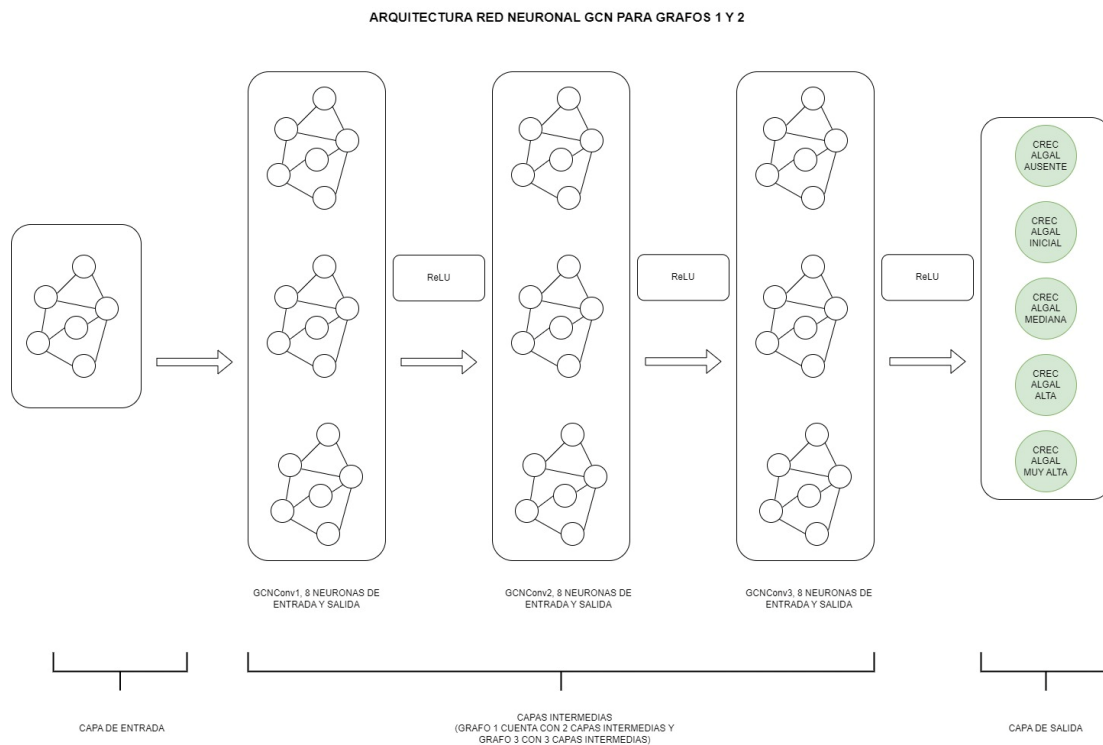 ARQUITECTURA RED NEURONAL GCN PARA GRAFOS 1 Y 2
CREC
ALGAL
AUSENTE
CREC
ALGAL
INICIAL
ReLU
ReLU
ReLU
CREC
ALGAL
MEDIANA
CREC
ALGAL
ALTA
CREC
ALGAL
MUY ALTA
GCNConv1, 8 NEURONAS DE
ENTRADA Y SALIDA
GCNConv2, 8 NEURONAS DE
ENTRADA Y SALIDA
GCNConv3, 8 NEURONAS DE
ENTRADA Y SALIDA
CAPA DE ENTRADA
CAPAS INTERMEDIAS
(GRAFO 1 CUENTA CON 2 CAPAS INTERMEDIAS Y
GRAFO 3 CON 3 CAPAS INTERMEDIAS)
CAPA DE SALIDA